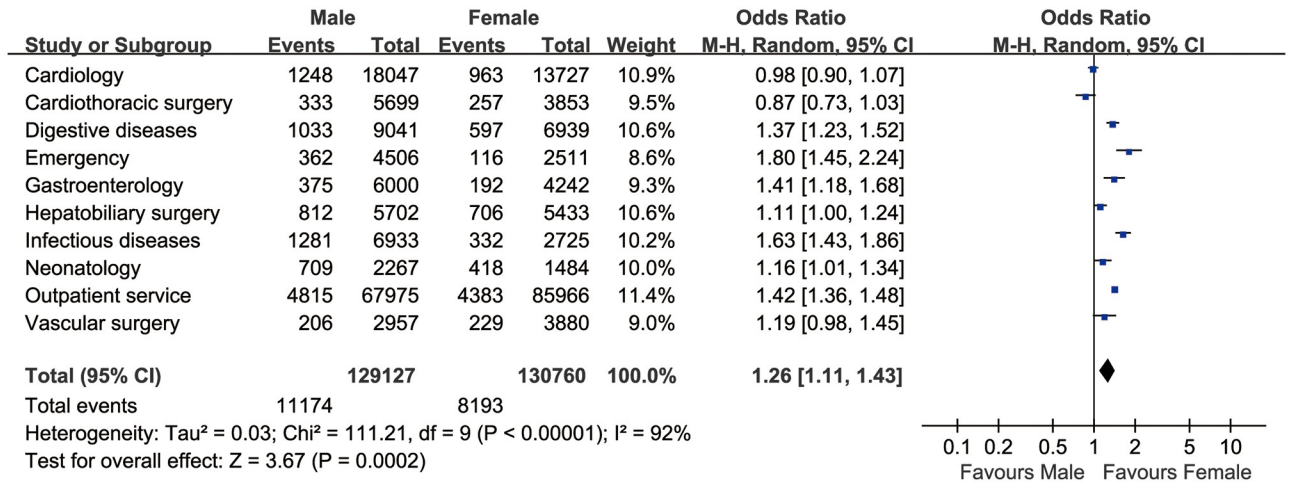 Male Female Odds Ratio Odds Ratio
Study or Subgroup Events Total Events Total Weight M-H, Random, 95% CI M-H, Random, 95% CI
Cardiology 1248 18047 963 13727 10.9% 0.98 [0.90, 1.07]
Cardiothoracic surgery 333 5699 257 3853 9.5% 0.87 [0.73, 1.03]
Digestive diseases 1033 9041 597 6939 10.6% 1.37 [1.23, 1.52]
Emergency 362 4506 116 2511 8.6% 1.80 [1.45, 2.24]
Gastroenterology 375 6000 192 4242 9.3% 1.41 [1.18, 1.68]
Hepatobiliary surgery 812 5702 706 5433 10.6% 1.11 [1.00, 1.24]
Infectious diseases 1281 6933 332 2725 10.2% 1.63 [1.43, 1.86]
Neonatology 709 2267 418 1484 10.0% 1.16 [1.01, 1.34]
Outpatient service 4815 67975 4383 85966 11.4% 1.42 [1.36, 1.48]
Vascular surgery 206 2957 229 3880 9.0% 1.19 [0.98, 1.45]
Total (95% CI) 129127 130760 100.0% 1.26 [1.11, 1.43]
Total events 11174 8193
Heterogeneity: Tau² = 0.03; Chi² = 111.21, df = 9 (P < 0.00001); I² = 92%
Test for overall effect: Z = 3.67 (P = 0.0002)
0.1 0.2 0.5 1 2 5 10
Favours Male Favours Female